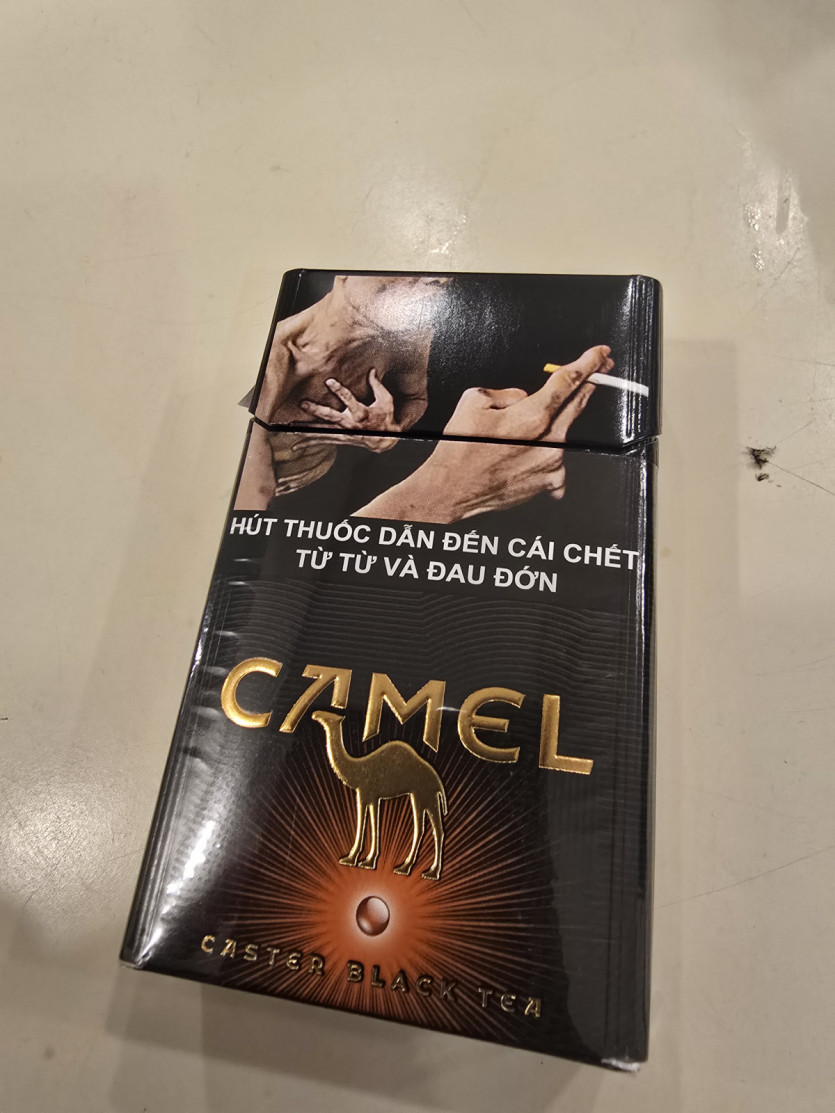 HÚT THUỐC DẪN ĐẾN CÁI CHẾT
TỪ TỪ VÀ ĐAU ĐỚN
CAMEL
CASTER BLACK TEA